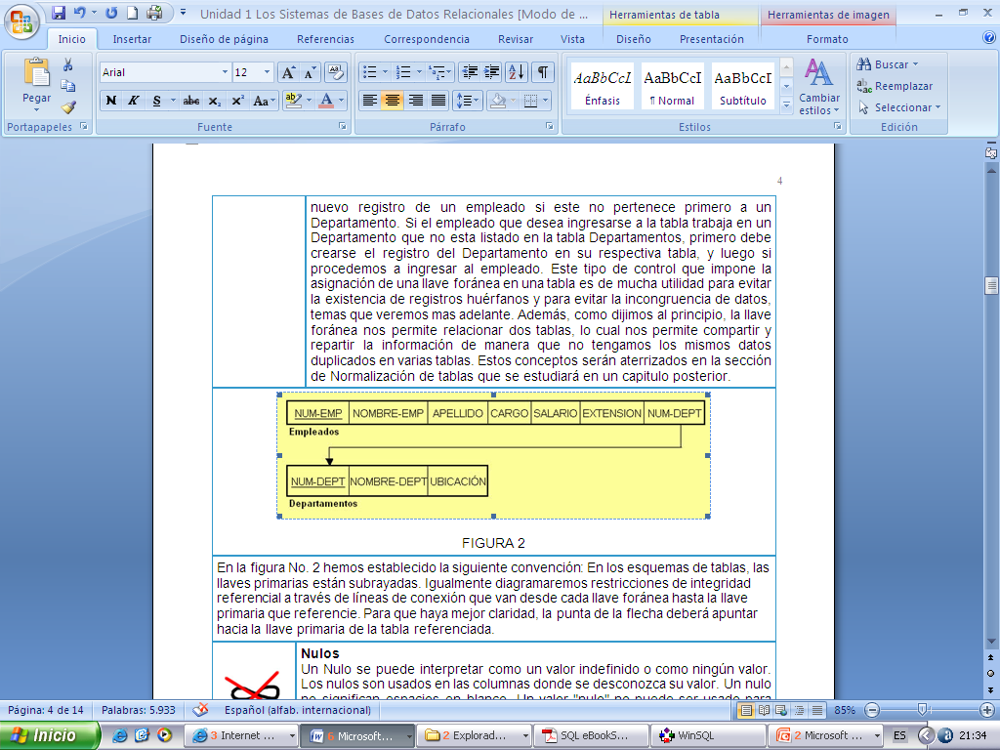 Unidad 1 Los Sistemas de Bases de Datos Relacionales [Modo de ...
Herramientas de tabla
Herramientas de imagen
Inicio
Insertar
Diseño de página
Referencias
Correspondencia
Revisar
Vista
Diseño
Presentación
Formato
Pegar
Portapapeles
Arial
12
N K S abc x₂ x² Aa
Fuente
Párrafo
AaBbCcI
Énfasis
AaBbCcI
¶ Normal
AaBbCcI
Subtítulo
Cambiar
estilos
Estilos
Buscar
Reemplazar
Seleccionar
Edición
4
nuevo registro de un empleado si este no pertenece primero a un
Departamento. Si el empleado que desea ingresarse a la tabla trabaja en un
Departamento que no esta listado en la tabla Departamentos, primero debe
crearse el registro del Departamento en su respectiva tabla, y luego si
procedemos a ingresar al empleado. Este tipo de control que impone la
asignación de una llave foránea en una tabla es de mucha utilidad para evitar
la existencia de registros huérfanos y para evitar la incongruencia de datos,
temas que veremos mas adelante. Además, como dijimos al principio, la llave
foránea nos permite relacionar dos tablas, lo cual nos permite compartir y
repartir la información de manera que no tengamos los mismos datos
duplicados en varias tablas. Estos conceptos serán aterrizados en la sección
de Normalización de tablas que se estudiará en un capitulo posterior.
NUM-EMP NOMBRE-EMP APELLIDO CARGO SALARIO EXTENSION NUM-DEPT
Empleados
NUM-DEPT NOMBRE-DEPT UBICACIÓN
Departamentos
FIGURA 2
En la figura No. 2 hemos establecido la siguiente convención: En los esquemas de tablas, las
llaves primarias están subrayadas. Igualmente diagramaremos restricciones de integridad
referencial a través de líneas de conexión que van desde cada llave foránea hasta la llave
primaria que referencie. Para que haya mejor claridad, la punta de la flecha deberá apuntar
hacia la llave primaria de la tabla referenciada.
Nulos
Un Nulo se puede interpretar como un valor indefinido o como ningún valor.
Los nulos son usados en las columnas donde se desconozca su valor. Un nulo
no significan espacios en blanco. Un valor "nulo" no puede ser usado para
Página: 4 de 14
Palabras: 5.933
Español (alfab. internacional)
85%
Inicio
3 Internet ...
6 Microsoft...
2 Explorad...
SQL eBookS...
WinSQL
2 Microsoft ...
ES
21:34